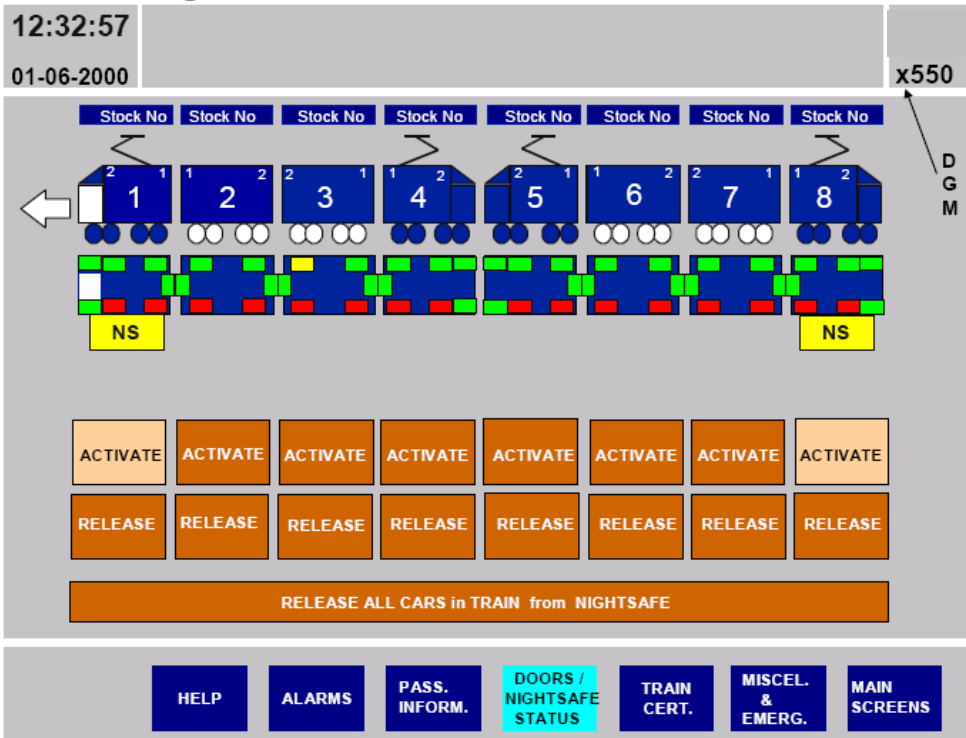 12:32:57
01-06-2000
x550
Stock No Stock No Stock No Stock No Stock No Stock No Stock No Stock No
D
G
M
2 1 1 2 2 1 1 2 2 1 1 2 2 1 1 2
1 2 3 4 5 6 7 8
NS NS
ACTIVATE ACTIVATE ACTIVATE ACTIVATE ACTIVATE ACTIVATE ACTIVATE ACTIVATE
RELEASE RELEASE RELEASE RELEASE RELEASE RELEASE RELEASE RELEASE
RELEASE ALL CARS in TRAIN from NIGHTSAFE
HELP
ALARMS
PASS.
INFORM.
DOORS /
NIGHTSAFE
STATUS
TRAIN
CERT.
MISCEL.
&
EMERG.
MAIN
SCREENS